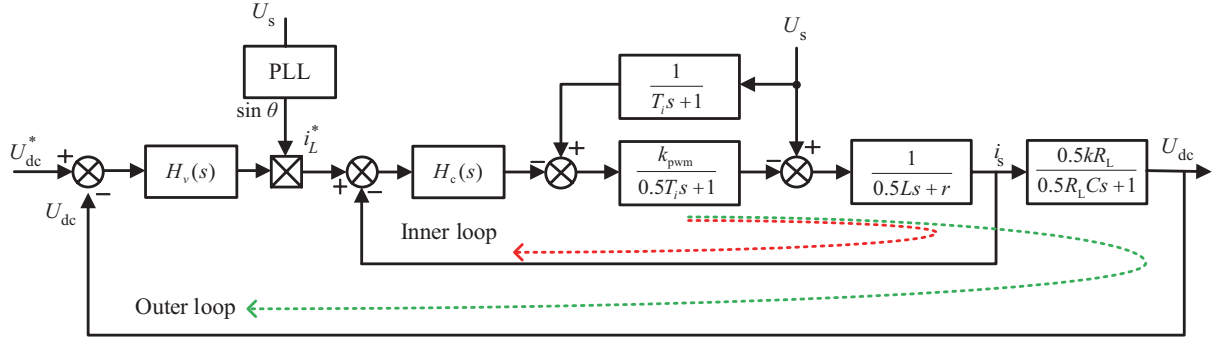 U_s
PLL
sin θ
U_dc^*
+
−
U_dc
H_v(s)
i_L^*
+
−
H_c(s)
−
+
1
T_i s+1
k_pwm
0.5T_i s+1
U_s
−
+
1
0.5Ls+r
i_s
0.5kR_L
0.5R_L Cs+1
U_dc
Inner loop
Outer loop